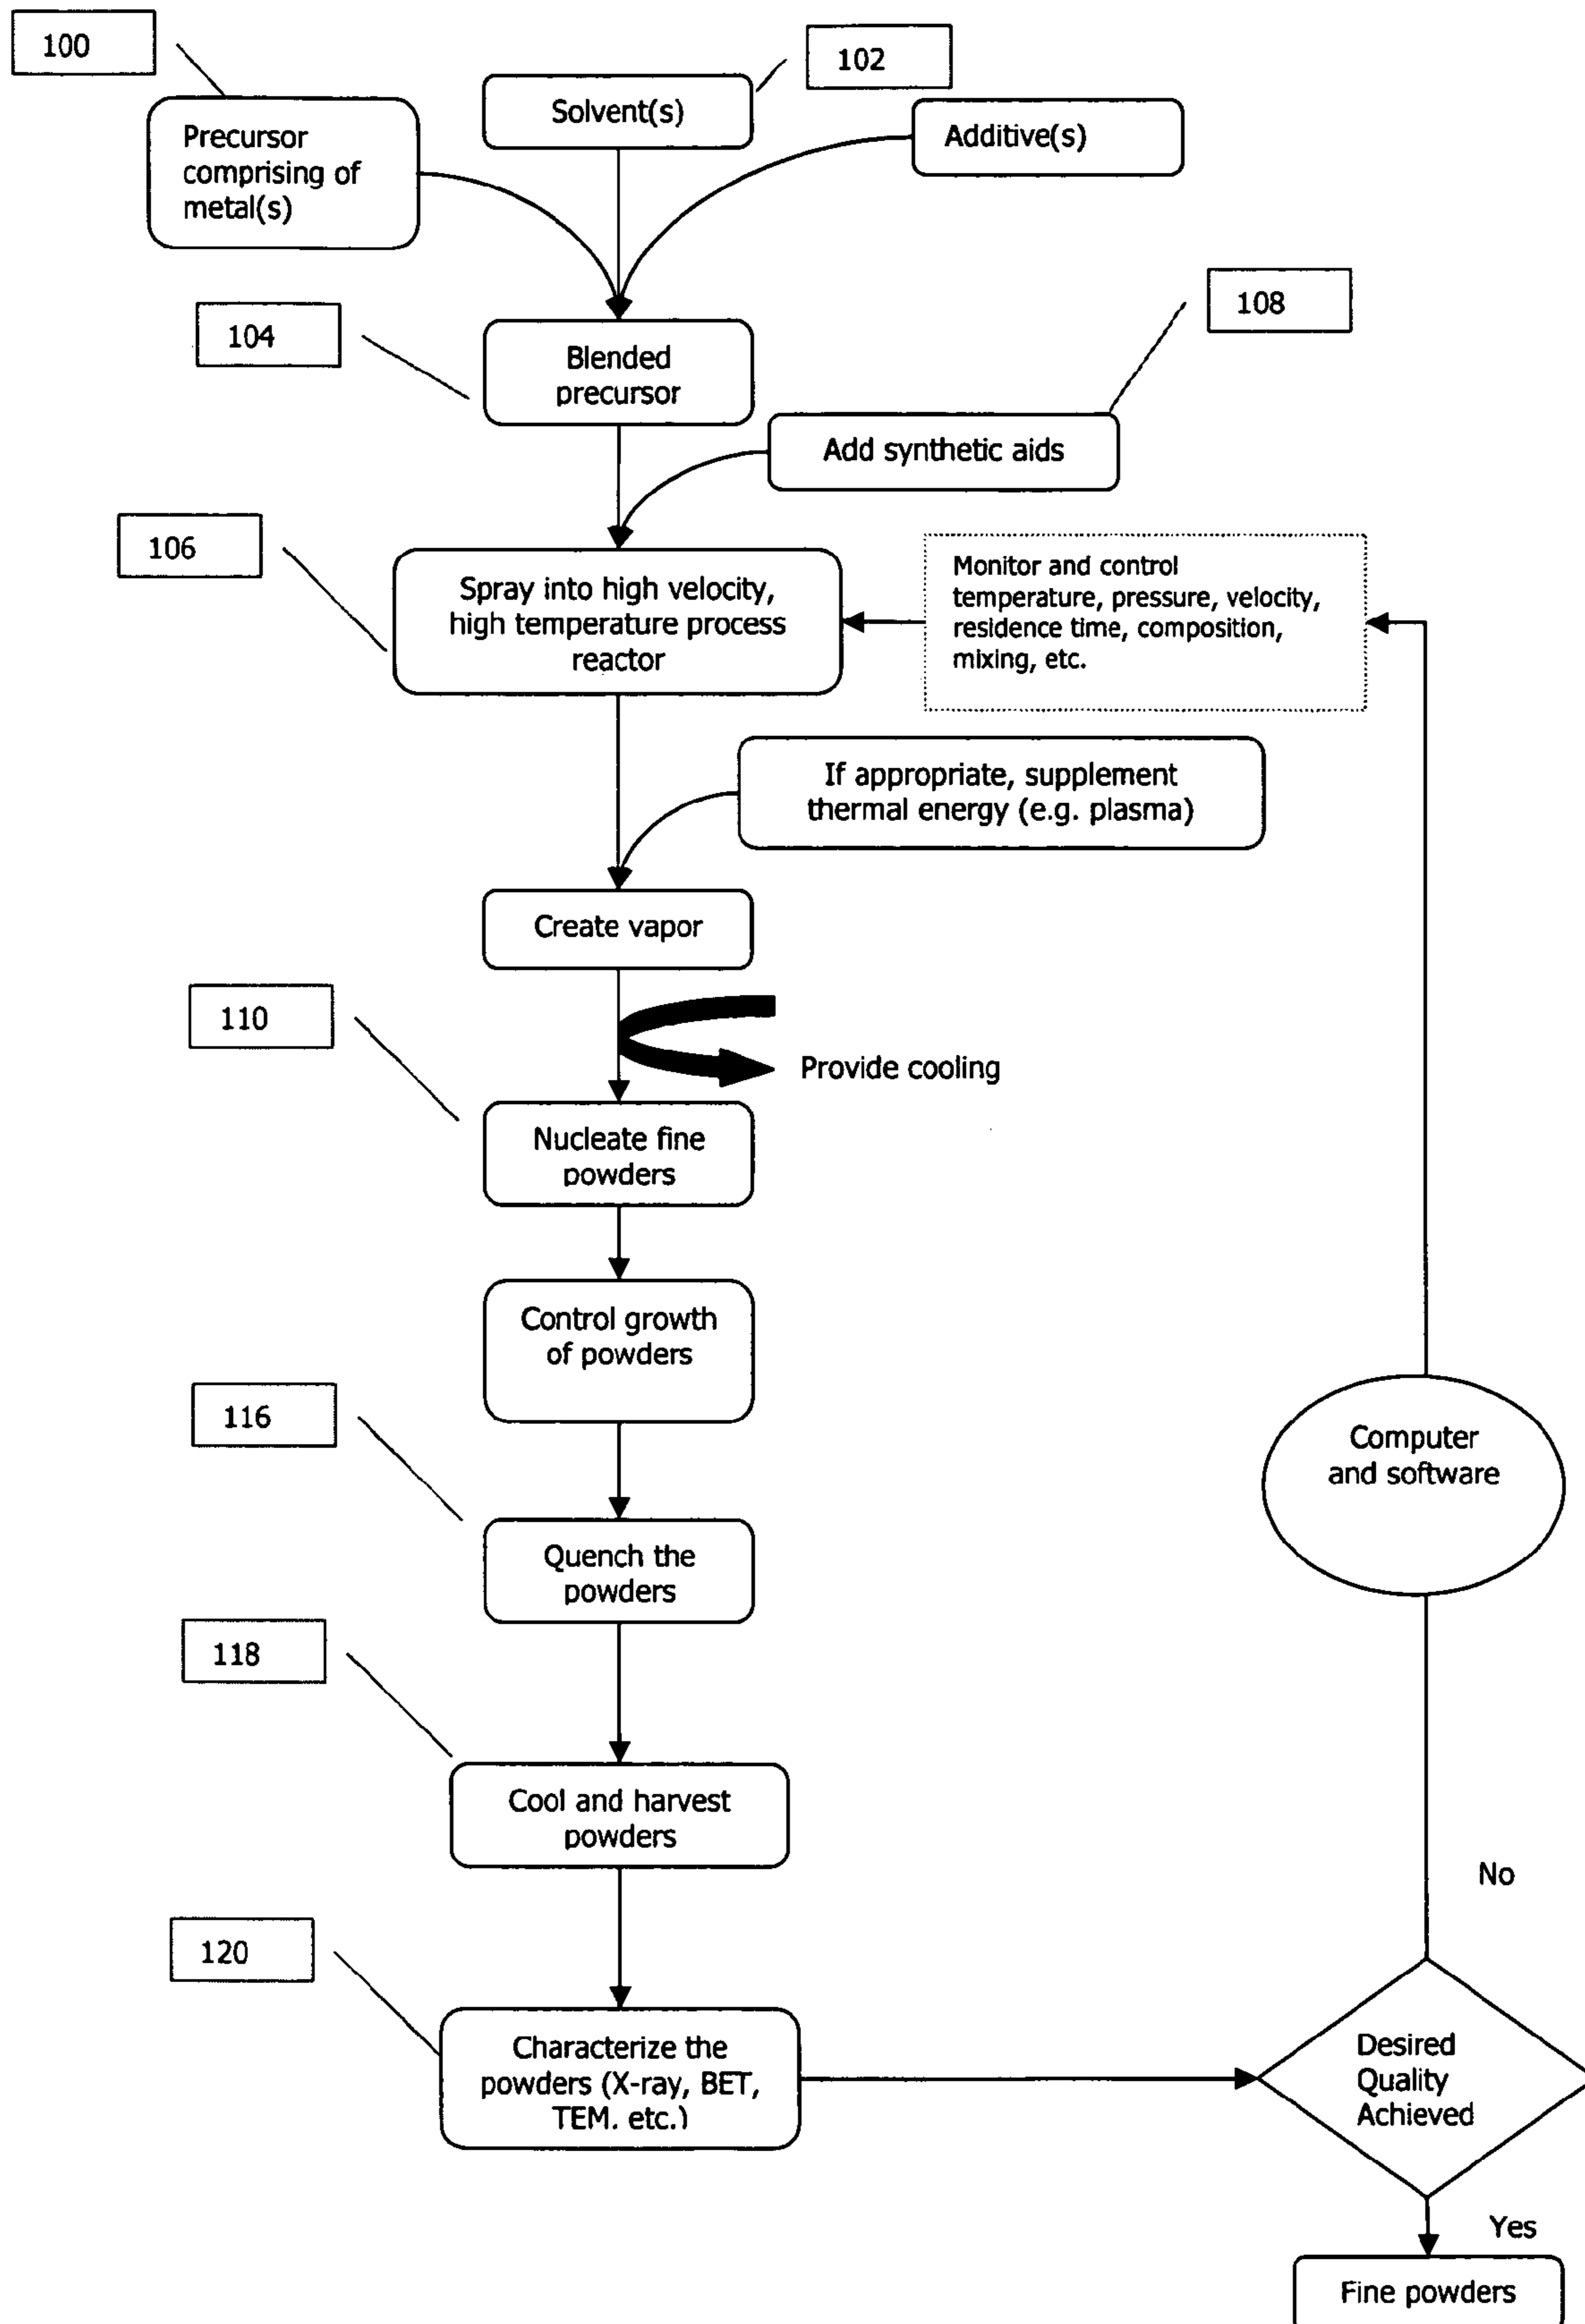 100
102
Solvent(s)
Additive(s)
Precursor
comprising of
metal(s)
108
104
Blended
precursor
Add synthetic aids
106
Spray into high velocity,
high temperature process
reactor
Monitor and control
temperature, pressure, velocity,
residence time, composition,
mixing, etc.
If appropriate, supplement
thermal energy (e.g. plasma)
Create vapor
110
Provide cooling
Nucleate fine
powders
Control growth
of powders
116
Computer
and software
Quench the
powders
118
Cool and harvest
powders
No
120
Characterize the
powders (X-ray, BET,
TEM. etc.)
Desired
Quality
Achieved
Yes
Fine powders